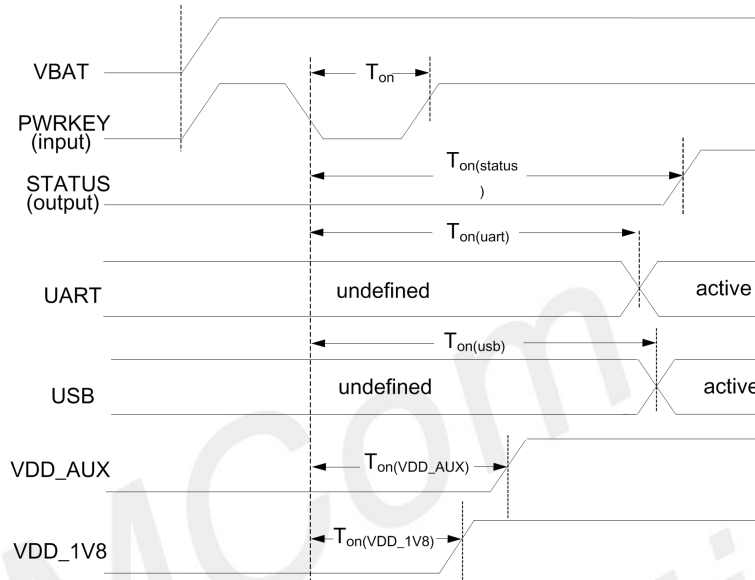 VBAT
Ton
PWRKEY
(input)
STATUS
(output)
Ton(status
)
Ton(uart)
UART
undefined
active
Ton(usb)
USB
undefined
active
VDD_AUX
Ton(VDD_AUX)
VDD_1V8
Ton(VDD_1V8)
MCom